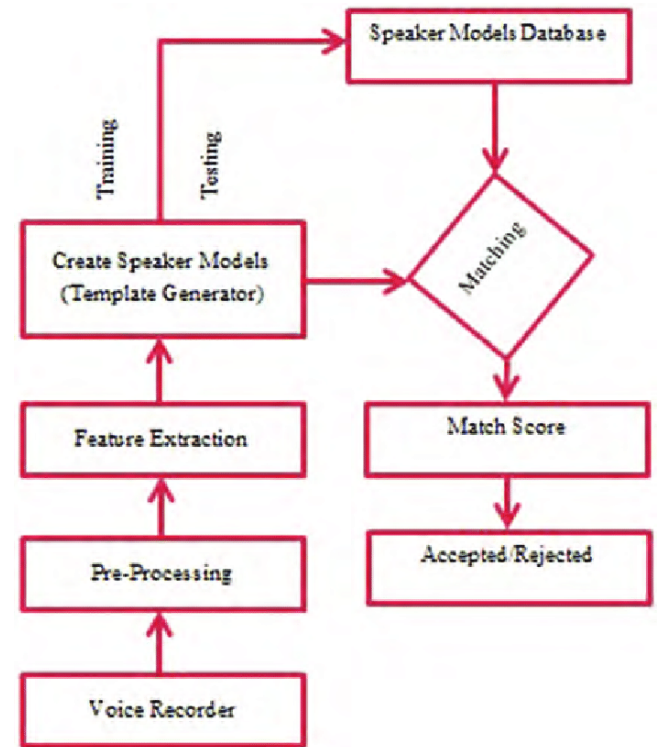 Speaker Models Database
Training
Testing
Create Speaker Models
(Template Generator)
Matching
Feature Extraction
Match Score
Pre-Processing
Accepted/Rejected
Voice Recorder